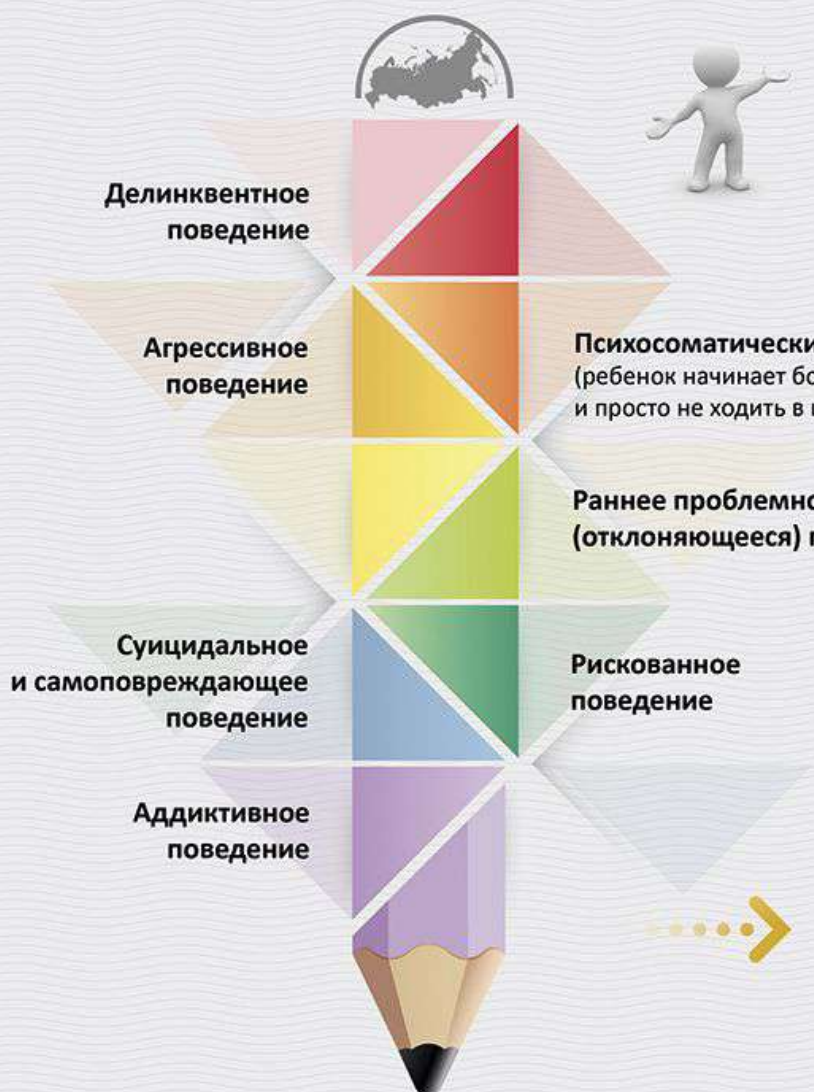 Делинквентное
поведение
Агрессивное
поведение
(ребенок начинает
и просто не ходить в
Раннее
(отклоняющееся)
Суицидальное
и самоповреждающее
поведение
Рискованное
поведение
Аддиктивное
поведение